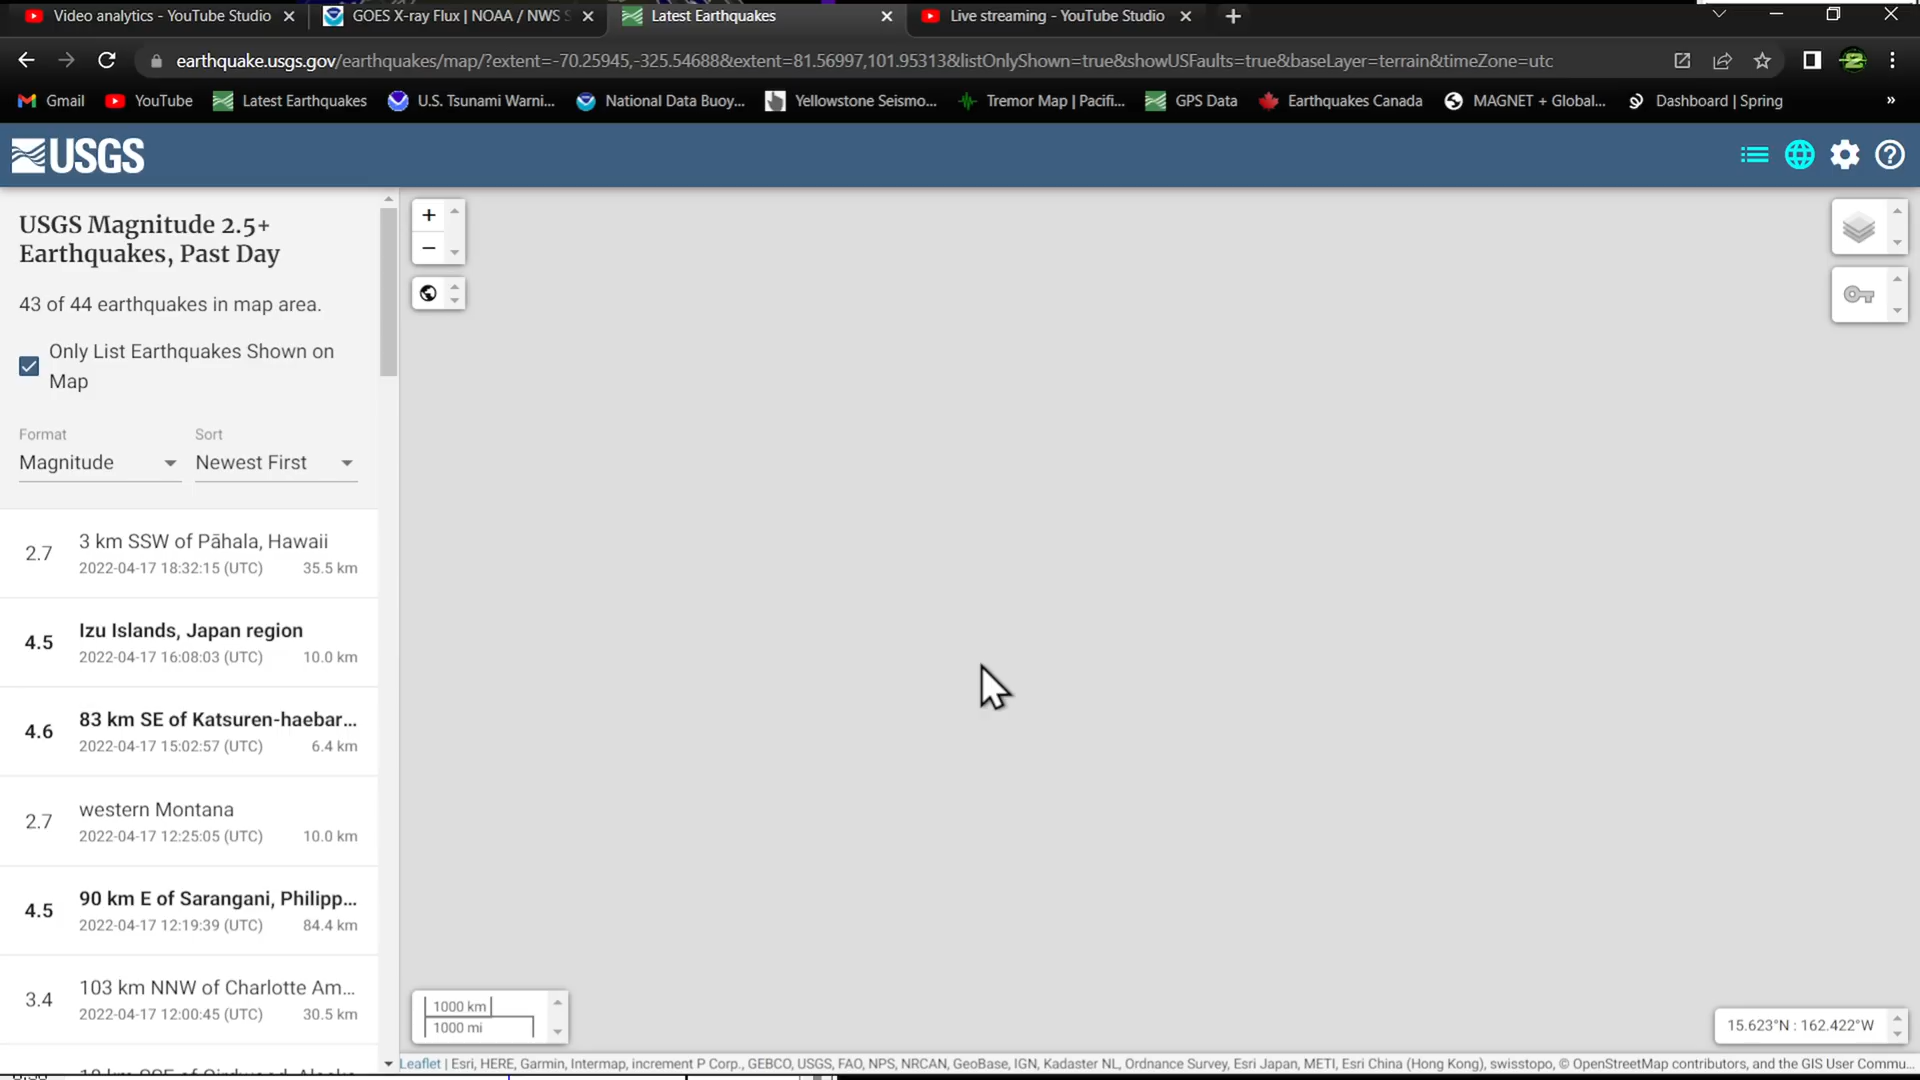 Video analytics - YouTube Studio
GOES X-ray Flux | NOAA / NWS S
Latest Earthquakes
Live streaming - YouTube Studio
earthquake.usgs.gov/earthquakes/map/?extent=-70.25945,-325.54688&extent=81.56997,101.95313&listOnlyShown=true&showUSFaults=true&baseLayer=terrain&timeZone=utc
Gmail
YouTube
Latest Earthquakes
U.S. Tsunami Warni...
National Data Buoy...
Yellowstone Seismo...
Tremor Map | Pacifi...
GPS Data
Earthquakes Canada
MAGNET + Global...
Dashboard | Spring
»
USGS
USGS Magnitude 2.5+
Earthquakes, Past Day
43 of 44 earthquakes in map area.
Only List Earthquakes Shown on
Map
Format
Sort
Magnitude
Newest First
2.7
3 km SSW of Pāhala, Hawaii
2022-04-17 18:32:15 (UTC)
35.5 km
4.5
Izu Islands, Japan region
2022-04-17 16:08:03 (UTC)
10.0 km
4.6
83 km SE of Katsuren-haebar...
2022-04-17 15:02:57 (UTC)
6.4 km
2.7
western Montana
2022-04-17 12:25:05 (UTC)
10.0 km
4.5
90 km E of Sarangani, Philipp...
2022-04-17 12:19:39 (UTC)
84.4 km
3.4
103 km NNW of Charlotte Am...
2022-04-17 12:00:45 (UTC)
30.5 km
+
−
1000 km
1000 mi
15.623°N : 162.422°W
Leaflet | Esri, HERE, Garmin, Intermap, increment P Corp., GEBCO, USGS, FAO, NPS, NRCAN, GeoBase, IGN, Kadaster NL, Ordnance Survey, Esri Japan, METI, Esri China (Hong Kong), swisstopo, © OpenStreetMap contributors, and the GIS User Commu...